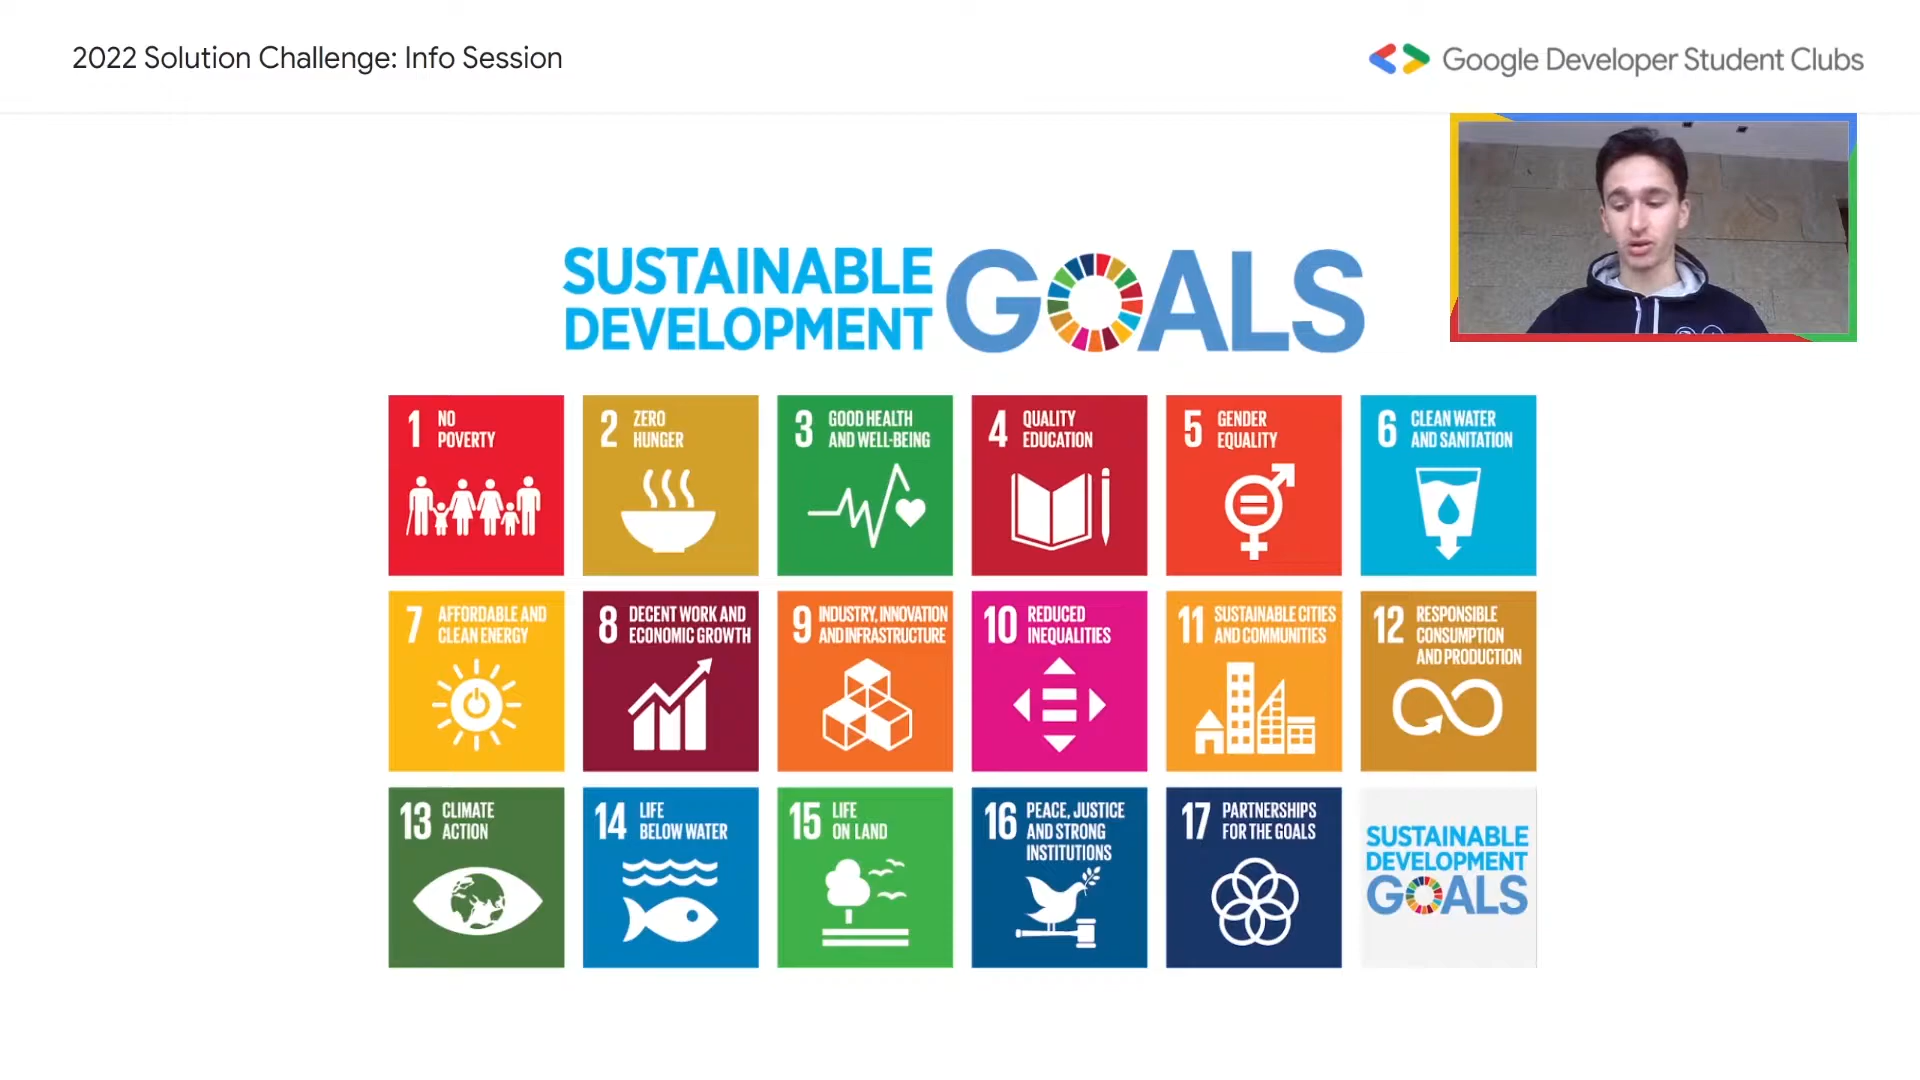 2022 Solution Challenge: Info Session
Google Developer Student Clubs
SUSTAINABLE
DEVELOPMENT
GOALS
1 NO
POVERTY
2 ZERO
HUNGER
3 GOOD HEALTH
AND WELL-BEING
4 QUALITY
EDUCATION
5 GENDER
EQUALITY
6 CLEAN WATER
AND SANITATION
7 AFFORDABLE AND
CLEAN ENERGY
8 DECENT WORK AND
ECONOMIC GROWTH
9 INDUSTRY, INNOVATION
AND INFRASTRUCTURE
10 REDUCED
INEQUALITIES
11 SUSTAINABLE CITIES
AND COMMUNITIES
12 RESPONSIBLE
CONSUMPTION
AND PRODUCTION
13 CLIMATE
ACTION
14 LIFE
BELOW WATER
15 LIFE
ON LAND
16 PEACE, JUSTICE
AND STRONG
INSTITUTIONS
17 PARTNERSHIPS
FOR THE GOALS
SUSTAINABLE
DEVELOPMENT
GOALS